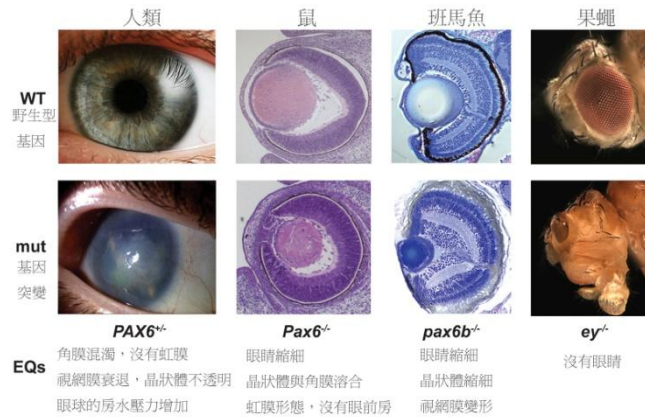 人類 鼠 班馬魚 果蠅
WT
野生型
基因
mut
基因
突變
PAX6+/- Pax6-/- pax6b-/- ey-/-
EQs
角膜混濁，沒有虹膜
視網膜衰退，晶狀體不透明
眼球的房水壓力增加
眼睛縮細
晶狀體與角膜溶合
虹膜形態，沒有眼前房
眼睛縮細
晶狀體縮細
視網膜變形
沒有眼睛